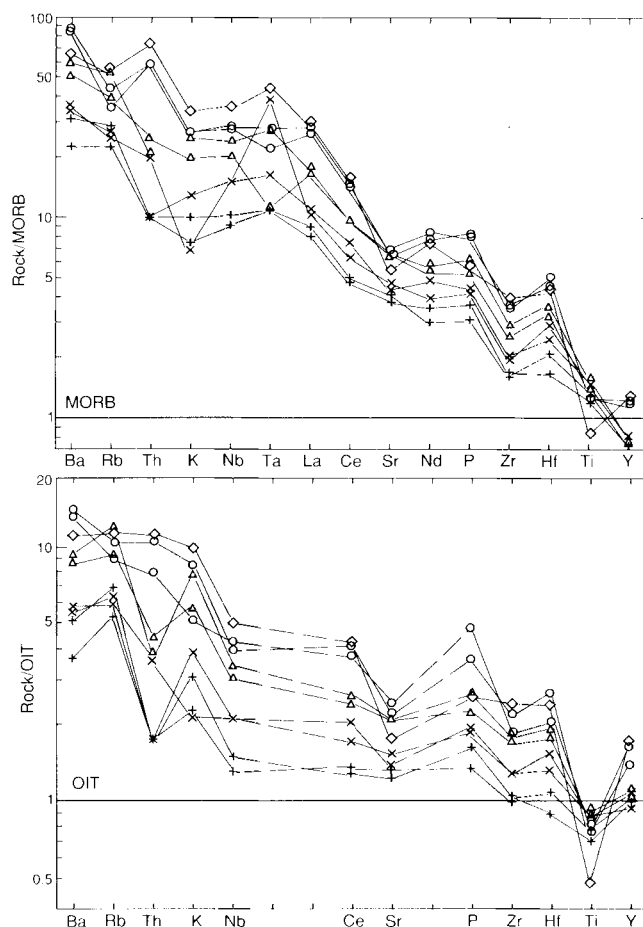 100
50
10
5
1
Rock/MORB
MORB
Ba Rb Th K Nb Ta La Ce Sr Nd P Zr Hf Ti Y
20
10
5
1
0.5
Rock/OIT
OIT
Ba Rb Th K Nb Ce Sr P Zr Hf Ti Y